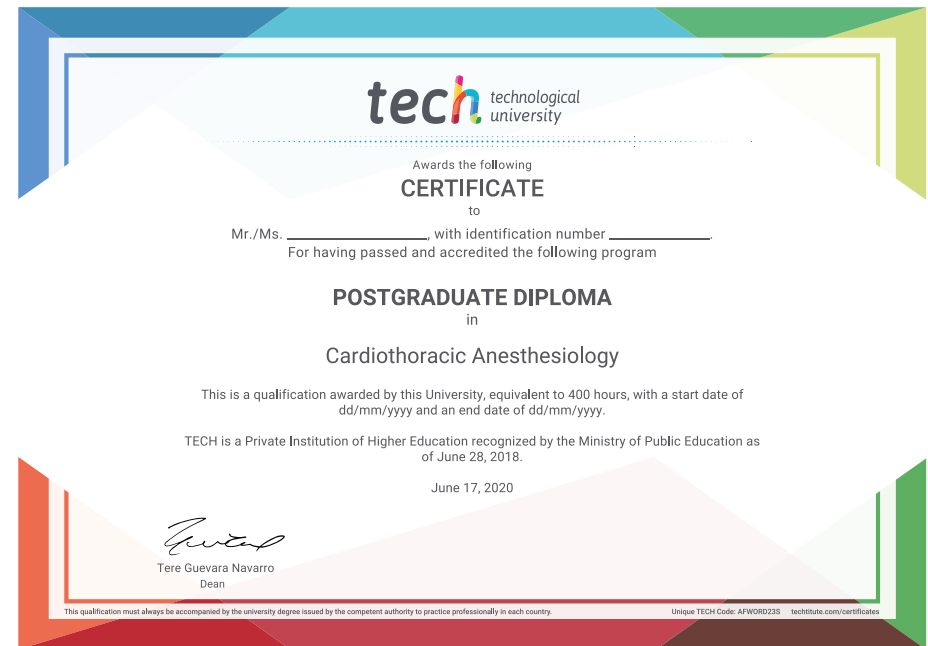 tech technological
university
Awards the following
CERTIFICATE
to
Mr./Ms. ____________________, with identification number ______________.
For having passed and accredited the following program
POSTGRADUATE DIPLOMA
in
Cardiothoracic Anesthesiology
This is a qualification awarded by this University, equivalent to 400 hours, with a start date of
dd/mm/yyyy and an end date of dd/mm/yyyy.
TECH is a Private Institution of Higher Education recognized by the Ministry of Public Education as
of June 28, 2018.
June 17, 2020
Tere Guevara Navarro
Dean
This qualification must always be accompanied by the university degree issued by the competent authority to practice professionally in each country.
Unique TECH Code: AFWORD23S techtitute.com/certificates